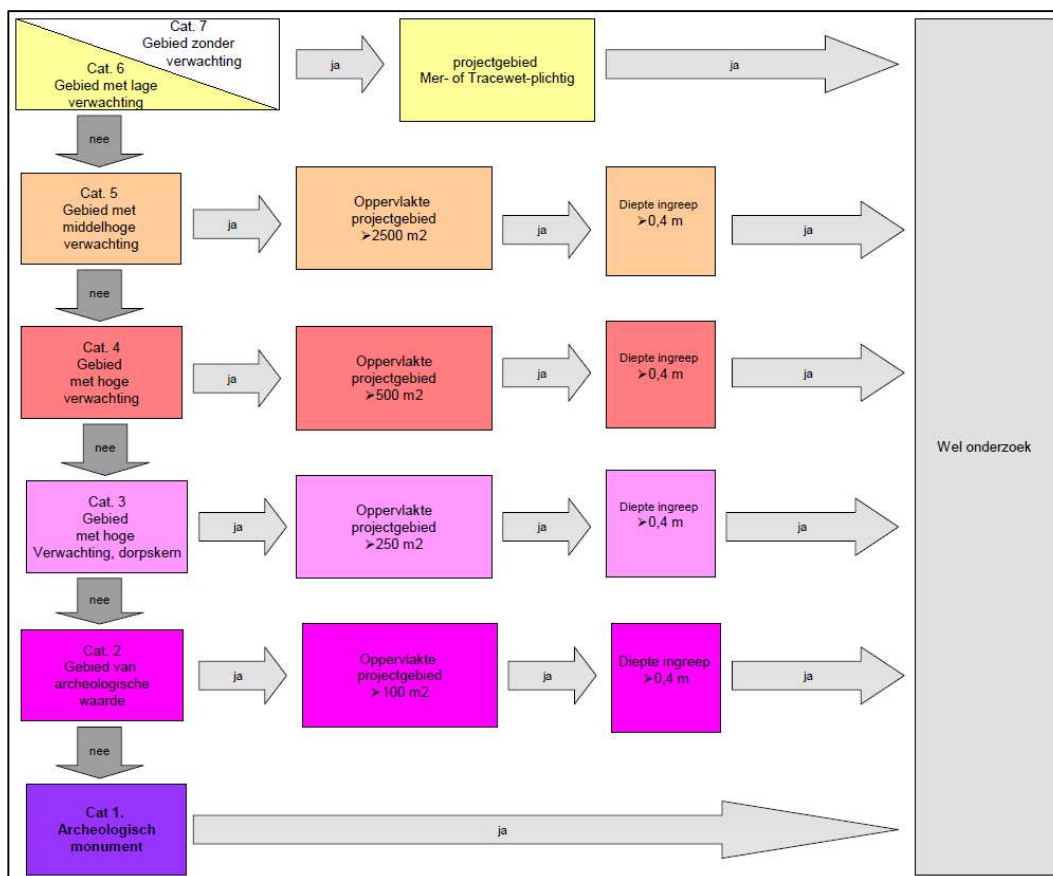 Cat. 7
Gebied zonder
verwachting
Cat. 6
Gebied met lage
verwachting
ja
projectgebied
Mer- of Tracewet-plichtig
ja
nee
Cat. 5
Gebied met
middelhoge
verwachting
ja
Oppervlakte
projectgebied
➢2500 m2
ja
Diepte ingreep
➢0,4 m
ja
nee
Cat. 4
Gebied
met hoge
verwachting
ja
Oppervlakte
projectgebied
➢500 m2
ja
Diepte ingreep
➢0,4 m
ja
Wel onderzoek
nee
Cat. 3
Gebied
met hoge
Verwachting, dorpskern
ja
Oppervlakte
projectgebied
➢250 m2
ja
Diepte ingreep
➢0,4 m
ja
nee
Cat. 2
Gebied van
archeologische
waarde
ja
Oppervlakte
projectgebied
➢100 m2
ja
Diepte ingreep
➢0,4 m
ja
nee
Cat 1.
Archeologisch
monument
ja